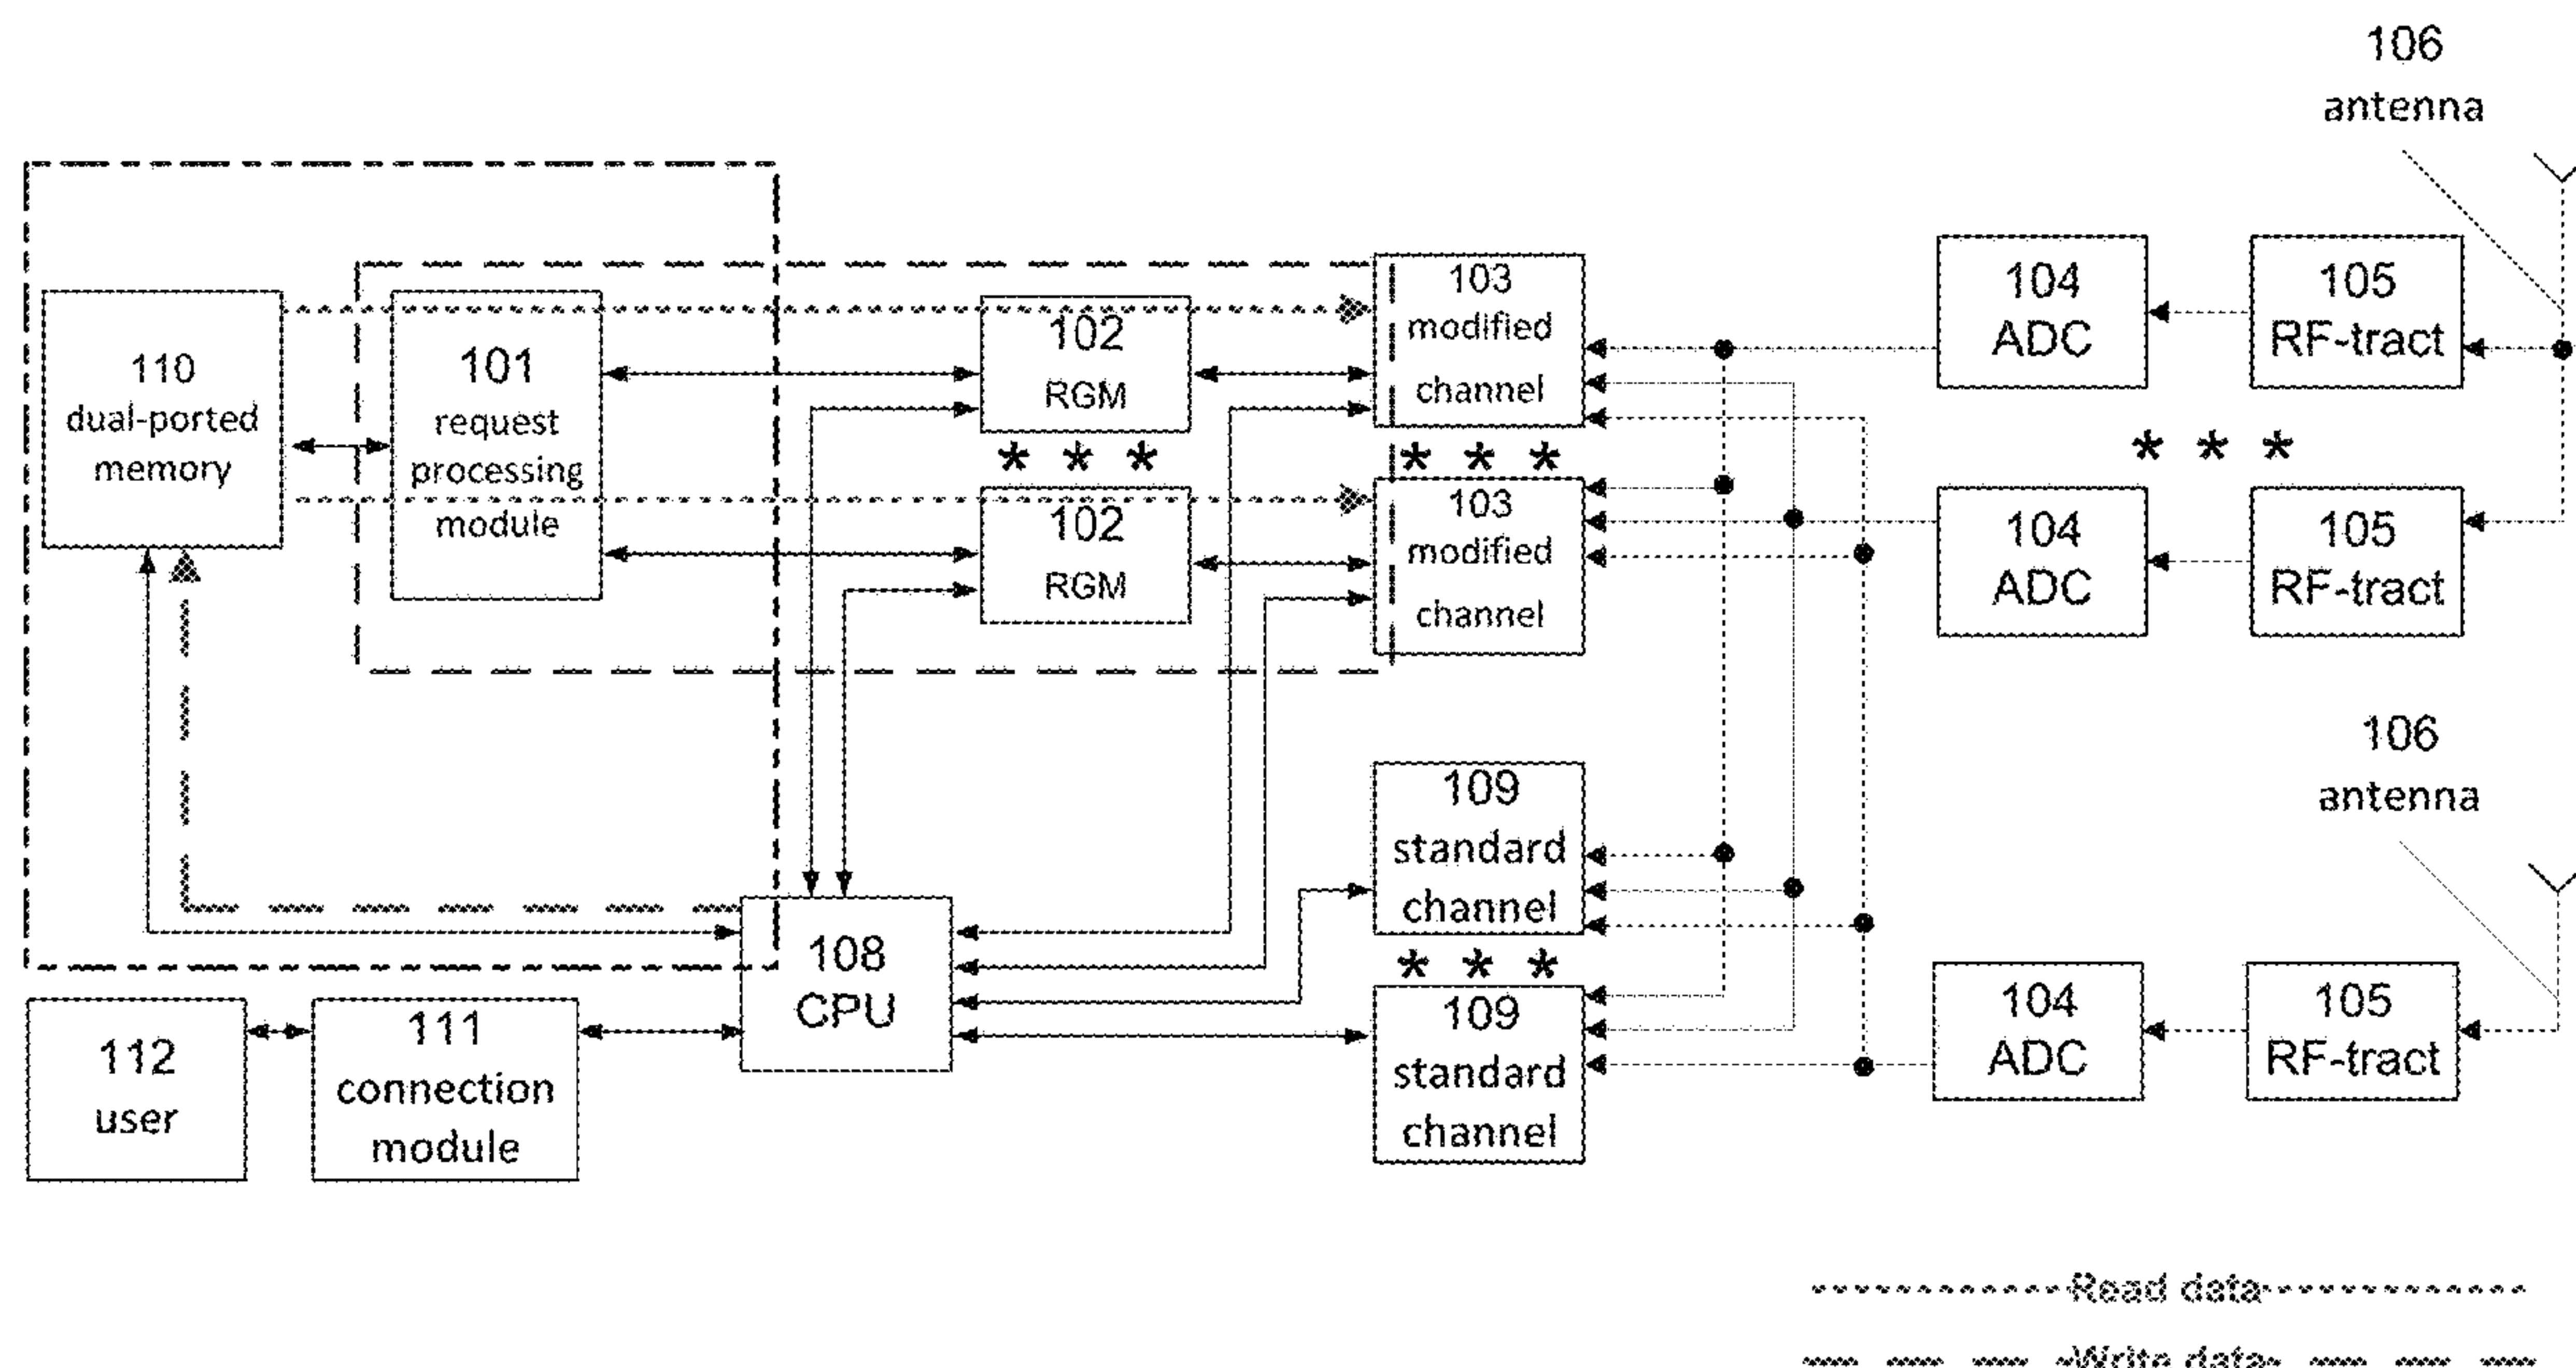 106
antenna
110
dual-ported
memory
101
request
processing
module
102
RGM
* * *
102
RGM
103
modified
channel
* * *
103
modified
channel
104
ADC
105
RF-tract
* * *
104
ADC
105
RF-tract
106
antenna
109
standard
channel
* * *
109
standard
channel
104
ADC
105
RF-tract
108
CPU
112
user
111
connection
module
Read data
Write data